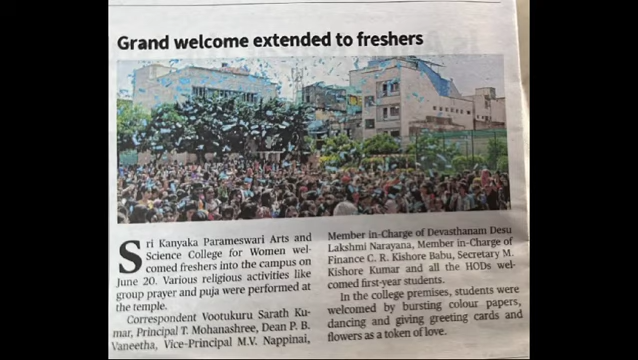 Grand welcome extended to freshers
Sri Kanyaka Parameswari Arts and
Science College for Women wel-
comed freshers into the campus on
June 20. Various religious activities like
group prayer and puja were performed at
the temple.
Correspondent Vootukuru Sarath Ku-
mar, Principal T. Mohanashree, Dean P. B.
Vaneetha, Vice-Principal M.V. Nappinai,
Member in-Charge of Devasthanam Desu
Lakshmi Narayana, Member in-Charge of
Finance C. R. Kishore Babu, Secretary M.
Kishore Kumar and all the HODs wel-
comed first-year students.
In the college premises, students were
welcomed by bursting colour papers,
dancing and giving greeting cards and
flowers as a token of love.